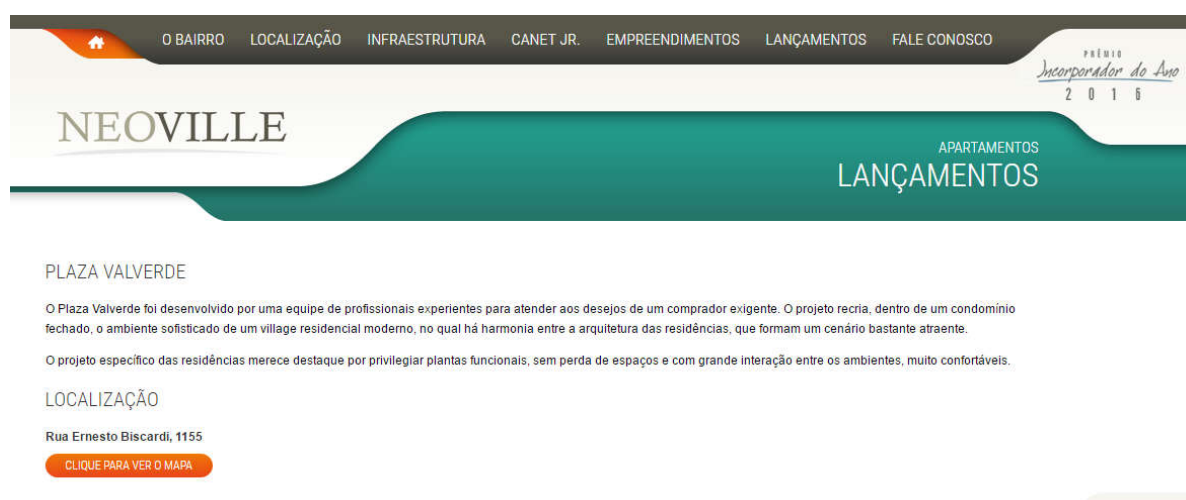 O BAIRRO LOCALIZAÇÃO INFRAESTRUTURA CANET JR. EMPREENDIMENTOS LANÇAMENTOS FALE CONOSCO
PRÊMIO
Incorporador do Ano
2016
NEOVILLE
APARTAMENTOS
LANÇAMENTOS
PLAZA VALVERDE
O Plaza Valverde foi desenvolvido por uma equipe de profissionais experientes para atender aos desejos de um comprador exigente. O projeto recria, dentro de um condomínio
fechado, o ambiente sofisticado de um village residencial moderno, no qual há harmonia entre a arquitetura das residências, que formam um cenário bastante atraente.
O projeto específico das residências merece destaque por privilegiar plantas funcionais, sem perda de espaços e com grande interação entre os ambientes, muito confortáveis.
LOCALIZAÇÃO
Rua Ernesto Biscardi, 1155
CLIQUE PARA VER O MAPA